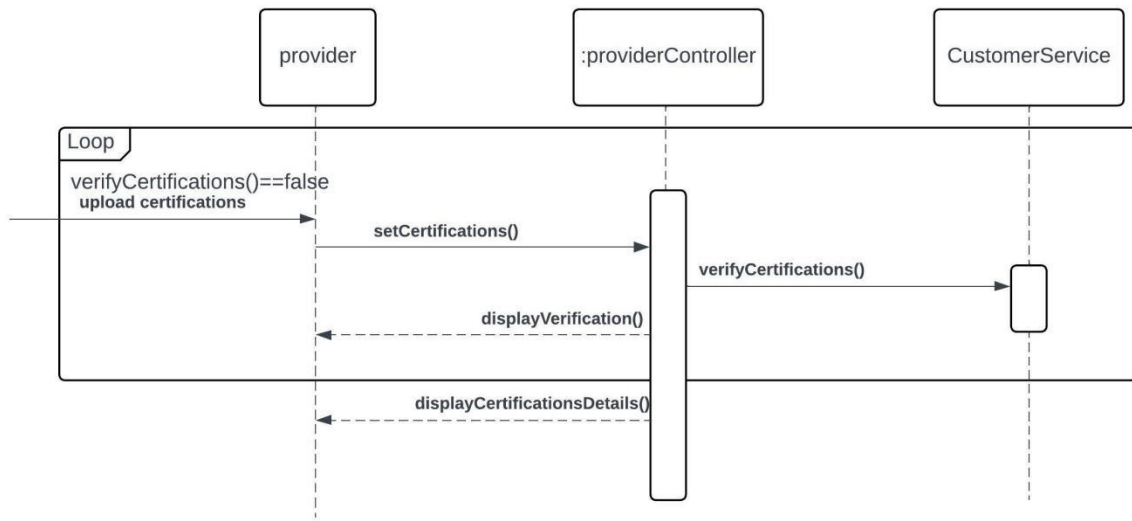 provider
:providerController
CustomerService
Loop
verifyCertifications()==false
upload certifications
setCertifications()
verifyCertifications()
displayVerification()
displayCertificationsDetails()